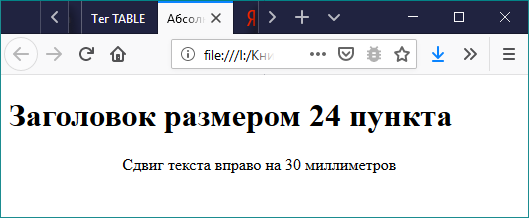 Тег TABLE
Абсол
Я
file:///I:/Кни
Заголовок размером 24 пункта
Сдвиг текста вправо на 30 миллиметров